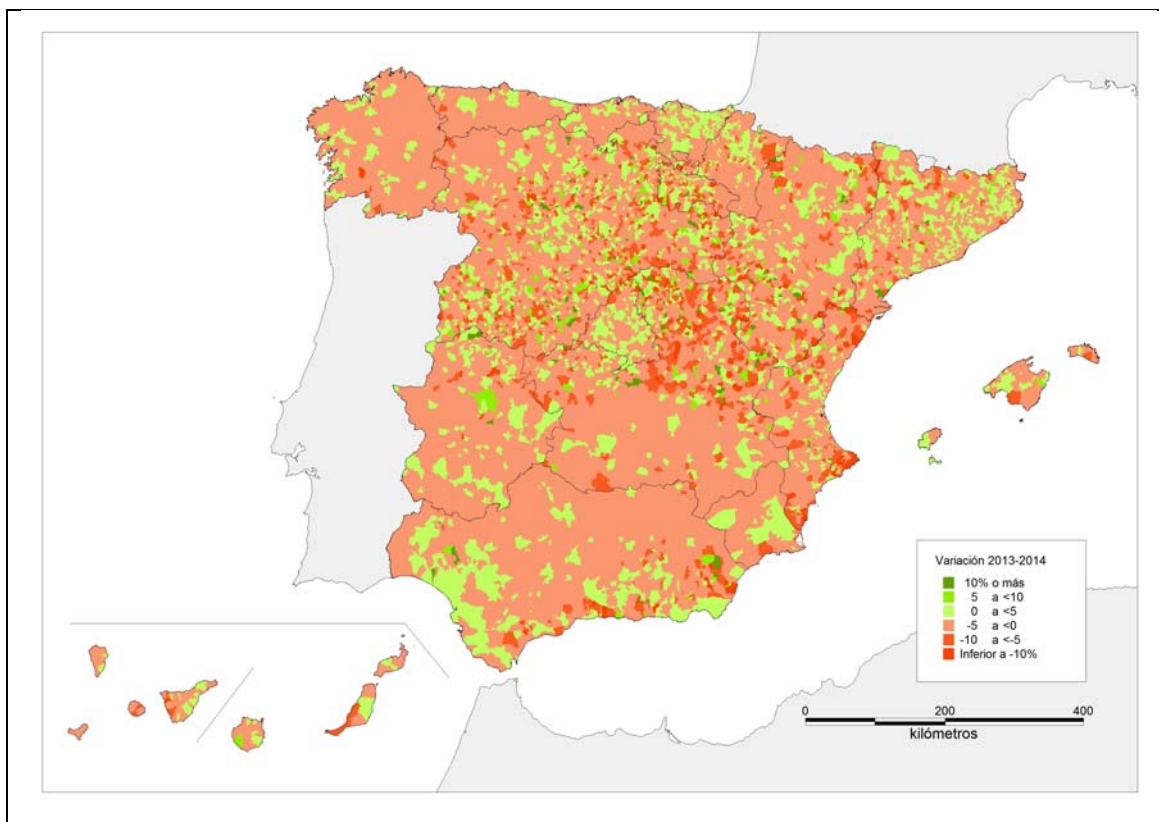 Variación 2013-2014
10% o más
5 a <10
0 a <5
-5 a <0
-10 a <-5
Inferior a -10%
0 200 400
kilómetros